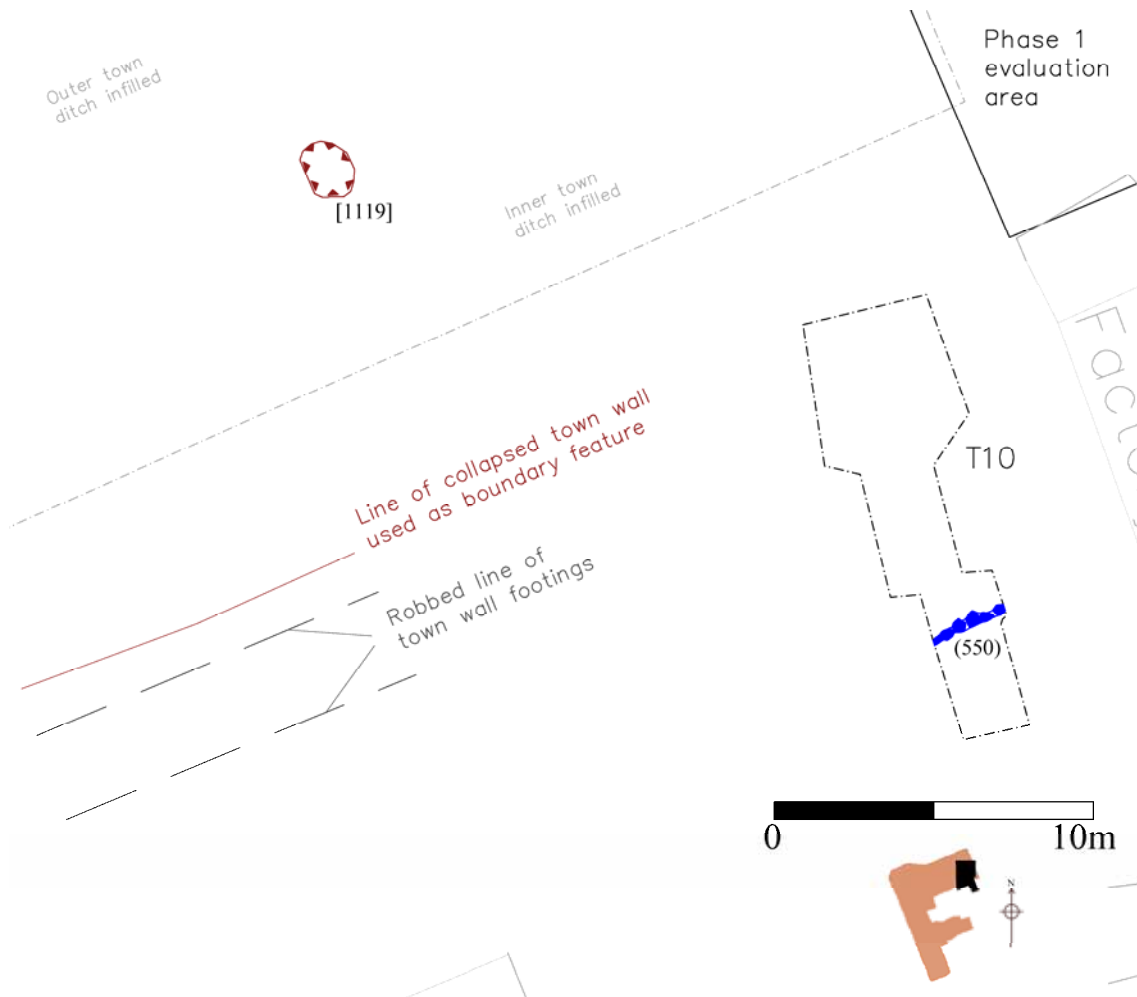 Outer town
ditch infilled
Phase 1
evaluation
area
[1119]
Inner town
ditch infilled
Line of collapsed town wall
used as boundary feature
T10
Robbed line of
town wall footings
(550)
0
10m
N